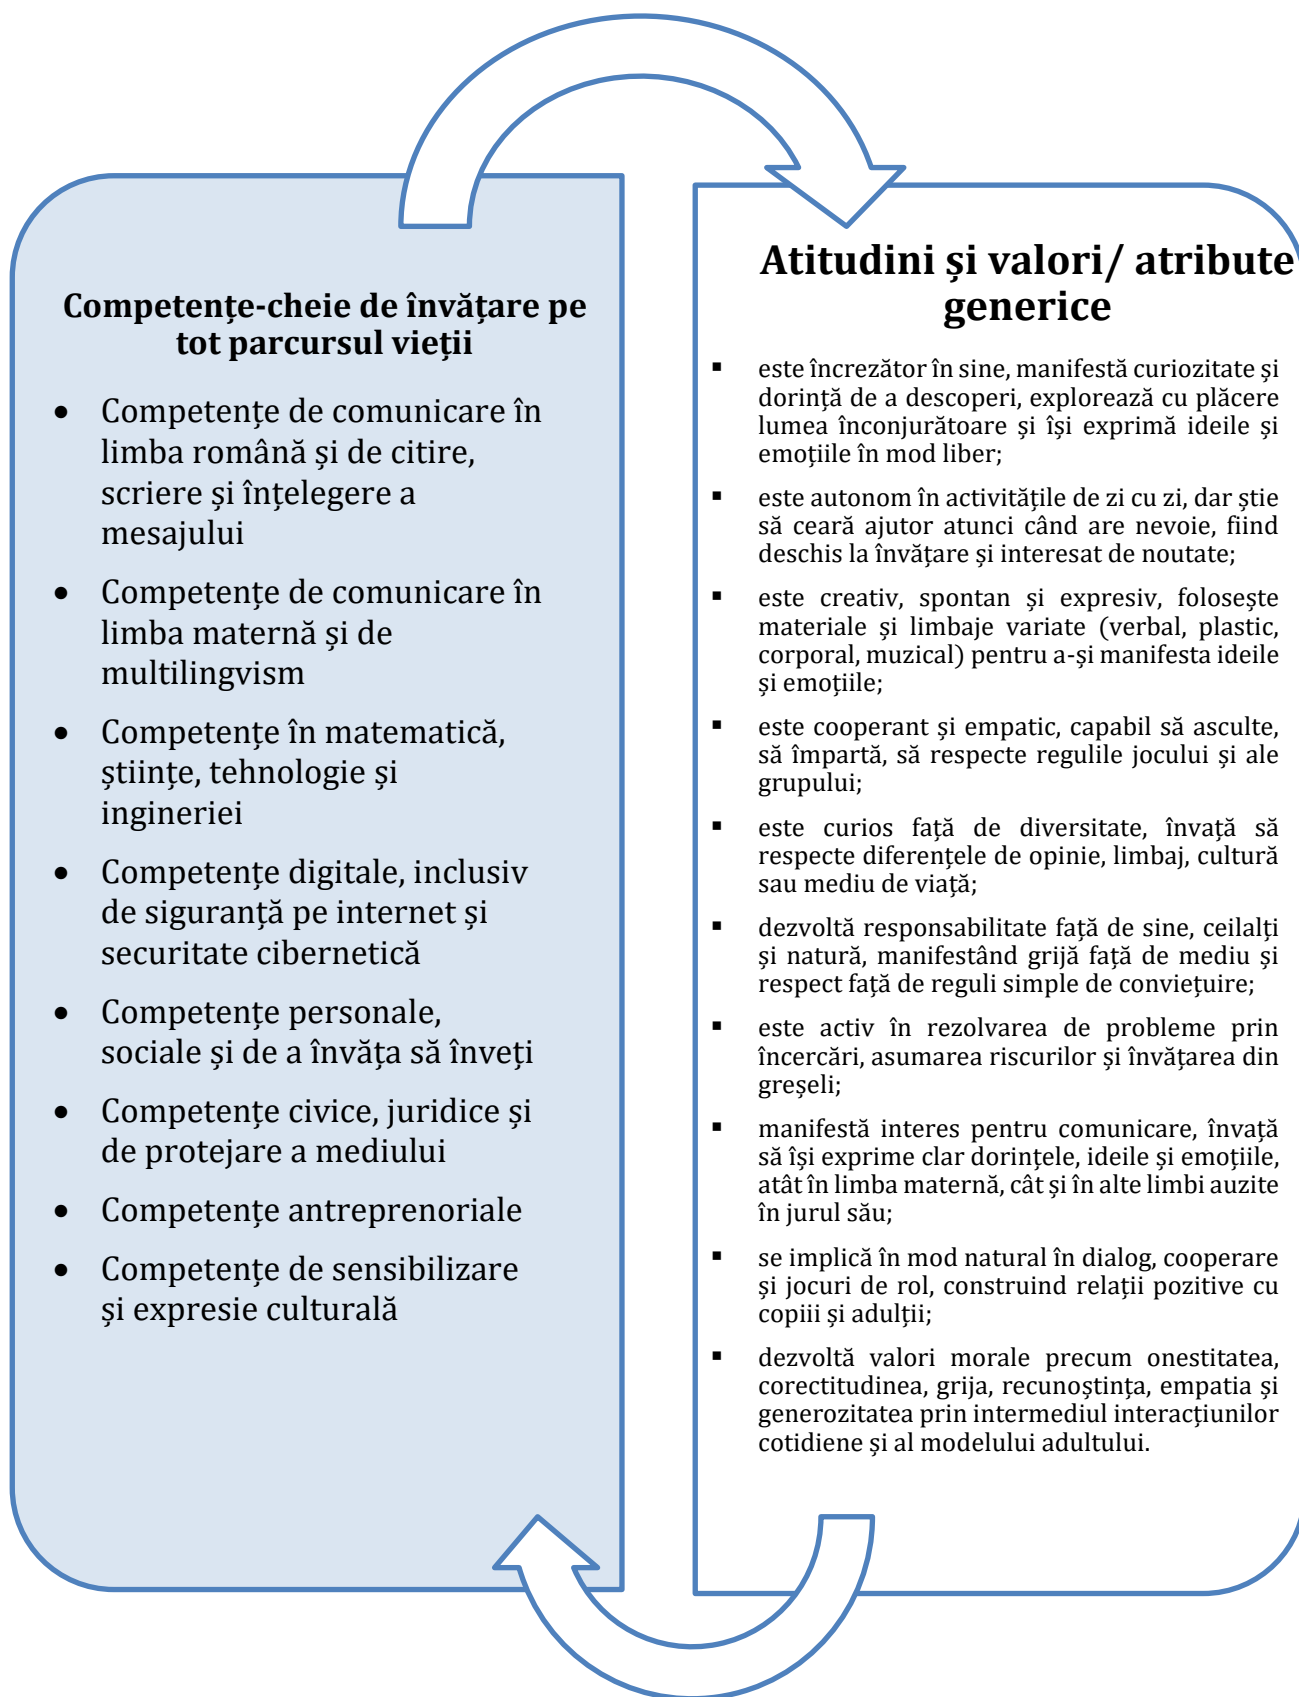 Competențe-cheie de învățare pe
tot parcursul vieții
• Competențe de comunicare în
limba română și de citire,
scriere și înțelegere a
mesajului
• Competențe de comunicare în
limba maternă și de
multilingvism
• Competențe în matematică,
științe, tehnologie și
ingineriei
• Competențe digitale, inclusiv
de siguranță pe internet și
securitate cibernetică
• Competențe personale,
sociale și de a învăța să înveți
• Competențe civice, juridice și
de protejare a mediului
• Competențe antreprenoriale
• Competențe de sensibilizare
și expresie culturală
Atitudini și valori/ atribute
generice
▪ este încrezător în sine, manifestă curiozitate și
dorință de a descoperi, explorează cu plăcere
lumea înconjurătoare și își exprimă ideile și
emoțiile în mod liber;
▪ este autonom în activitățile de zi cu zi, dar știe
să ceară ajutor atunci când are nevoie, fiind
deschis la învățare și interesat de noutate;
▪ este creativ, spontan și expresiv, folosește
materiale și limbaje variate (verbal, plastic,
corporal, muzical) pentru a-și manifesta ideile
și emoțiile;
▪ este cooperant și empatic, capabil să asculte,
să împartă, să respecte regulile jocului și ale
grupului;
▪ este curios față de diversitate, învață să
respecte diferențele de opinie, limbaj, cultură
sau mediu de viață;
▪ dezvoltă responsabilitate față de sine, ceilalți
și natură, manifestând grijă față de mediu și
respect față de reguli simple de conviețuire;
▪ este activ în rezolvarea de probleme prin
încercări, asumarea riscurilor și învățarea din
greșeli;
▪ manifestă interes pentru comunicare, învață
să își exprime clar dorințele, ideile și emoțiile,
atât în limba maternă, cât și în alte limbi auzite
în jurul său;
▪ se implică în mod natural în dialog, cooperare
și jocuri de rol, construind relații pozitive cu
copiii și adulții;
▪ dezvoltă valori morale precum onestitatea,
corectitudinea, grija, recunoștința, empatia și
generozitatea prin intermediul interacțiunilor
cotidiene și al modelului adultului.